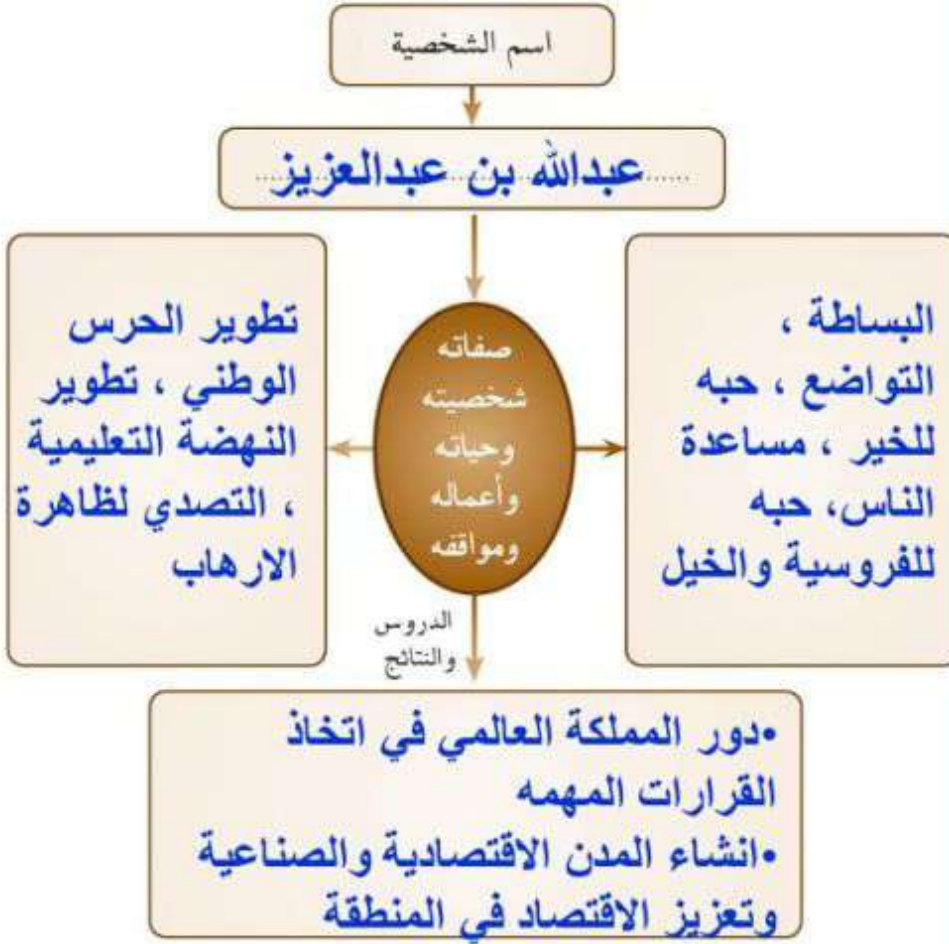 اسم الشخصية
عبدالله بن عبدالعزيز
صفاته
شخصيته
وحياته
وأعماله
ومواقفه
البساطة ،
التواضع ، حبه
للخير ، مساعدة
الناس، حبه
للفروسية والخيل
تطوير الحرس
الوطني ، تطوير
النهضة التعليمية
، التصدي لظاهرة
الارهاب
الدروس
والنتائج
•دور المملكة العالمي في اتخاذ
القرارات المهمه
•انشاء المدن الاقتصادية والصناعية
وتعزيز الاقتصاد في المنطقة